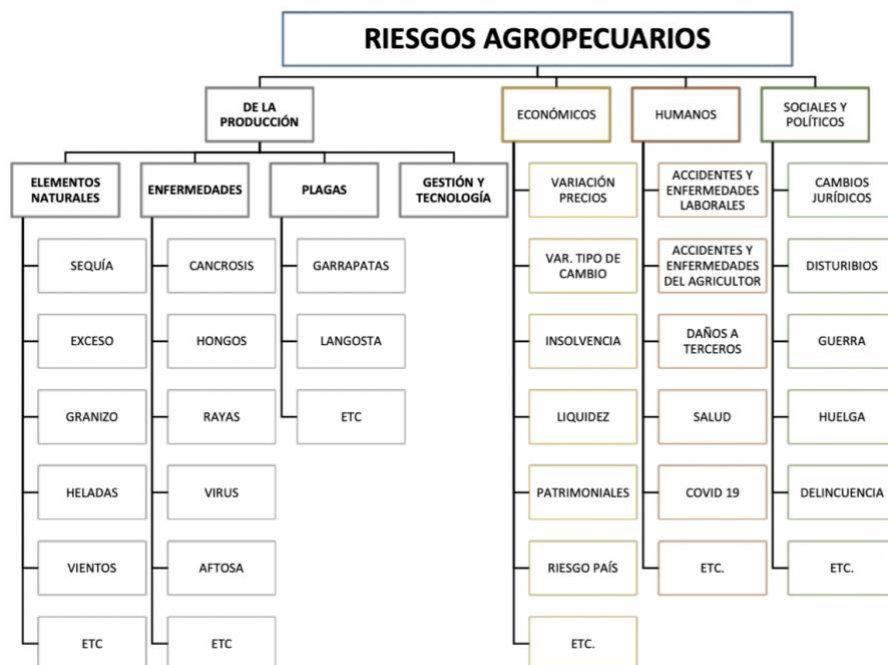 RIESGOS AGROPECUARIOS
DE LA
PRODUCCIÓN
ECONÓMICOS
HUMANOS
SOCIALES Y
POLÍTICOS
ELEMENTOS
NATURALES
ENFERMEDADES
PLAGAS
GESTIÓN Y
TECNOLOGÍA
VARIACIÓN
PRECIOS
ACCIDENTES Y
ENFERMEDADES
LABORALES
CAMBIOS
JURÍDICOS
SEQUÍA
CANCROSIS
GARRAPATAS
VAR. TIPO DE
CAMBIO
ACCIDENTES Y
ENFERMEDADES
DEL AGRICULTOR
DISTURIBIOS
EXCESO
HONGOS
LANGOSTA
INSOLVENCIA
DAÑOS A
TERCEROS
GUERRA
GRANIZO
RAYAS
ETC
LIQUIDEZ
SALUD
HUELGA
HELADAS
VIRUS
PATRIMONIALES
COVID 19
DELINCUENCIA
VIENTOS
AFTOSA
RIESGO PAÍS
ETC.
ETC.
ETC
ETC
ETC.